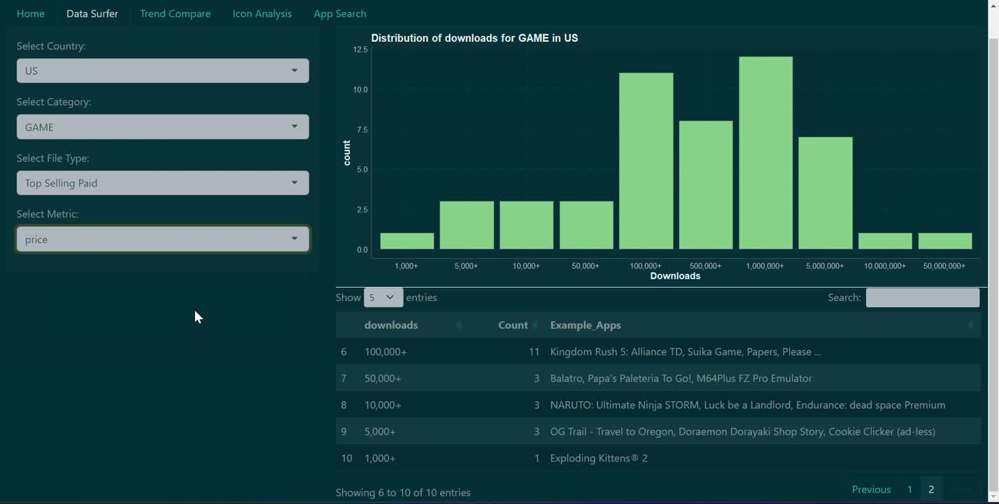 Home Data Surfer Trend Compare Icon Analysis App Search
Select Country:
US
Select Category:
GAME
Select File Type:
Top Selling Paid
Select Metric:
price
Distribution of downloads for GAME in US
12.5
10.0
7.5
5.0
2.5
0.0
count
1,000+ 5,000+ 10,000+ 50,000+ 100,000+ 500,000+ 1,000,000+ 5,000,000+ 10,000,000+ 50,000,000+
Downloads
Show 5 entries Search:
downloads Count Example_Apps
6 100,000+ 11 Kingdom Rush 5: Alliance TD, Suika Game, Papers, Please ...
7 50,000+ 3 Balatro, Papa's Paleteria To Go!, M64Plus FZ Pro Emulator
8 10,000+ 3 NARUTO: Ultimate Ninja STORM, Luck be a Landlord, Endurance: dead space Premium
9 5,000+ 3 OG Trail - Travel to Oregon, Doraemon Dorayaki Shop Story, Cookie Clicker (ad-less)
10 1,000+ 1 Exploding Kittens® 2
Showing 6 to 10 of 10 entries
Previous 1 2